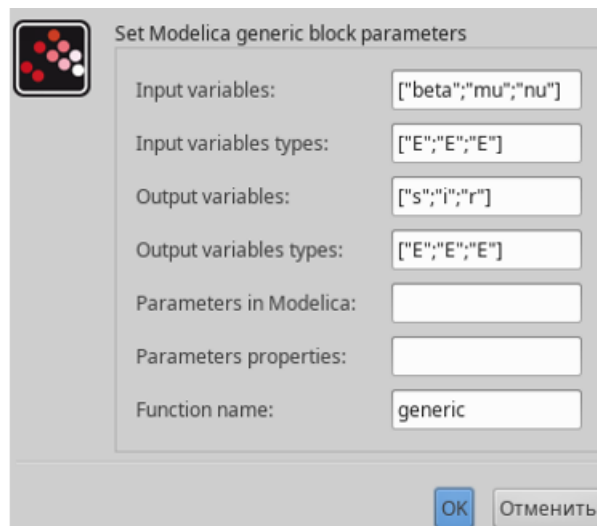 Set Modelica generic block parameters
Input variables: ["beta";"mu";"nu"]
Input variables types: ["E";"E";"E"]
Output variables: ["s";"i";"r"]
Output variables types: ["E";"E";"E"]
Parameters in Modelica:
Parameters properties:
Function name: generic
OK Отменить